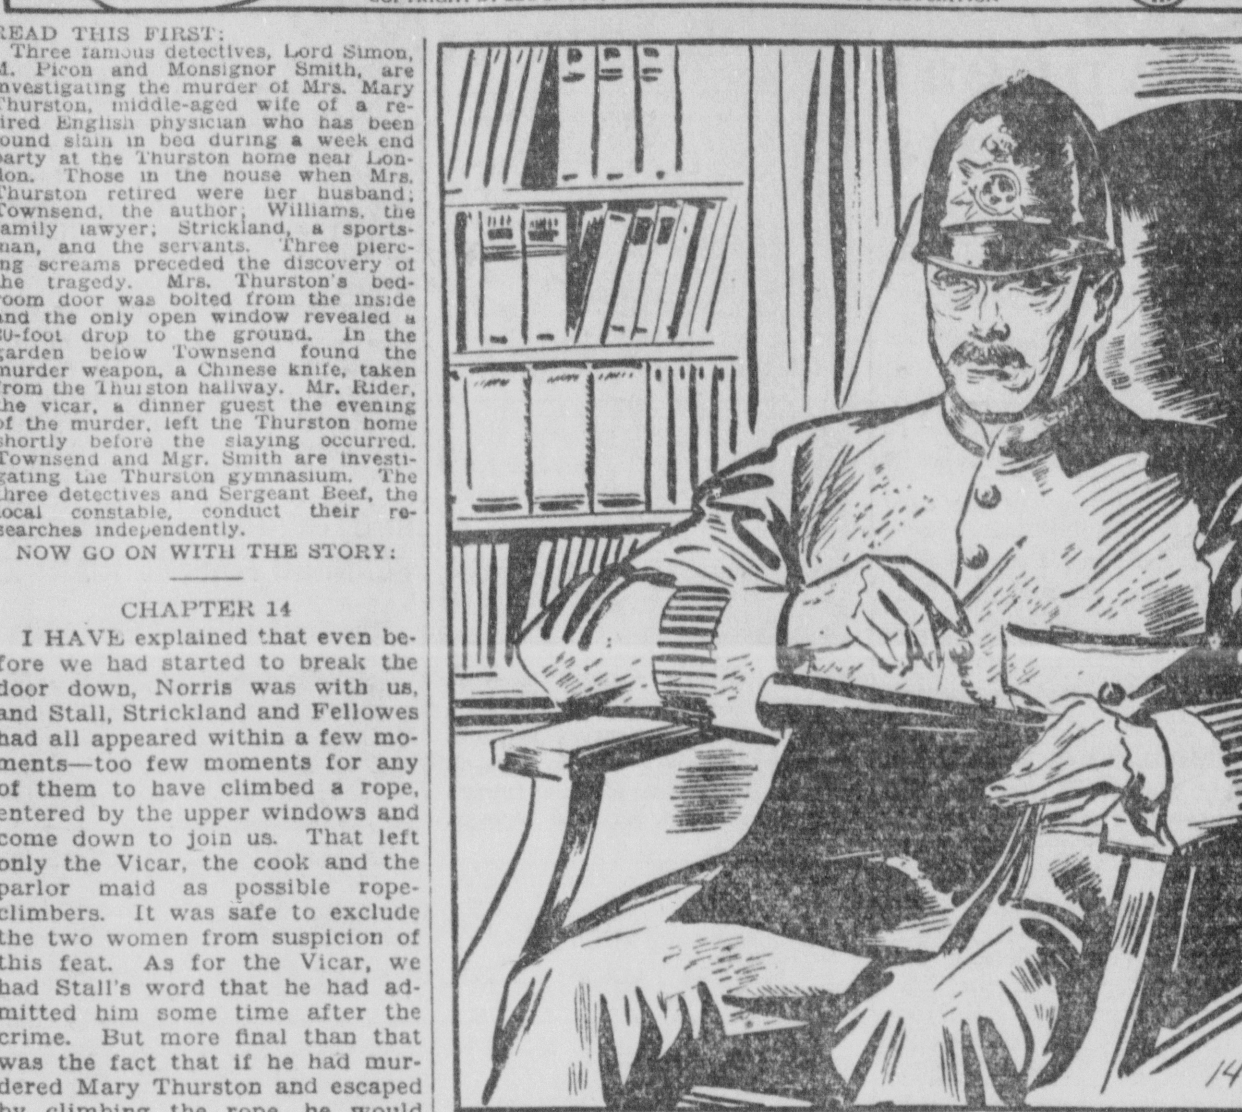 READ THIS FIRST:
Three famous detectives, Lord Simon,
M. Picon and Monsignor Smith, are
nvestigating the murder of Mrs. Mary
Thurston, middle-aged wife of a re-
ired English physician who has been
ound slain in bed during a week end
party at the Thurston home near Lon-
don. Those in the house when Mrs.
Thurston retired were her husband;
Townsend, the author; Williams, the
family lawyer; Strickland, a sports-
man, and the servants. Three pierc-
ng screams preceded the discovery of
the tragedy. Mrs. Thurston's bed-
room door was bolted from the inside
and the only open window revealed a
20-foot drop to the ground. In the
garden below Townsend found the
murder weapon, a Chinese knife, taken
from the Thurston hallway. Mr. Rider,
the vicar, a dinner guest the evening
of the murder, left the Thurston home
shortly before the slaying occurred.
Townsend and Mgr. Smith are investi-
gating the Thurston gymnasium. The
three detectives and Sergeant Beef, the
local constable, conduct their re-
searches independently.
NOW GO ON WITH THE STORY:
CHAPTER 14
I HAVE explained that even be-
fore we had started to break the
door down, Norris was with us,
and Stall, Strickland and Fellowes
had all appeared within a few mo-
ments—too few moments for any
of them to have climbed a rope,
entered by the upper windows and
come down to join us. That left
only the Vicar, the cook and the
parlor maid as possible rope-
climbers. It was safe to exclude
the two women from suspicion of
this feat. As for the Vicar, we
had Stall's word that he had ad-
mitted him some time after the
crime. But more final than that
was the fact that if he had mur-
dered Mary Thurston and escaped
by climbing the rope, he would
14